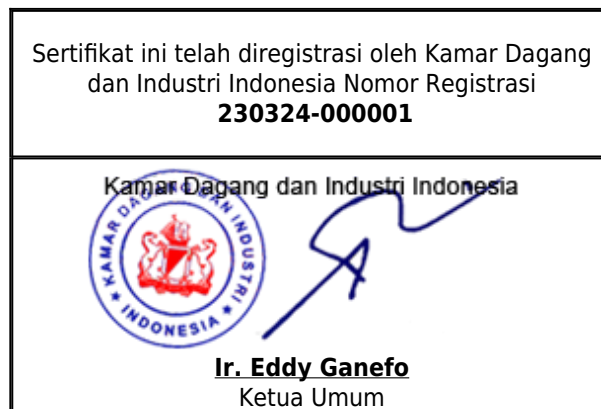 Sertifikat ini telah diregistrasi oleh Kamar Dagang
dan Industri Indonesia Nomor Registrasi
230324-000001
Kamar Dagang dan Industri Indonesia
KAMAR DAGANG DAN INDUSTRI
INDONESIA
Ir. Eddy Ganefo
Ketua Umum